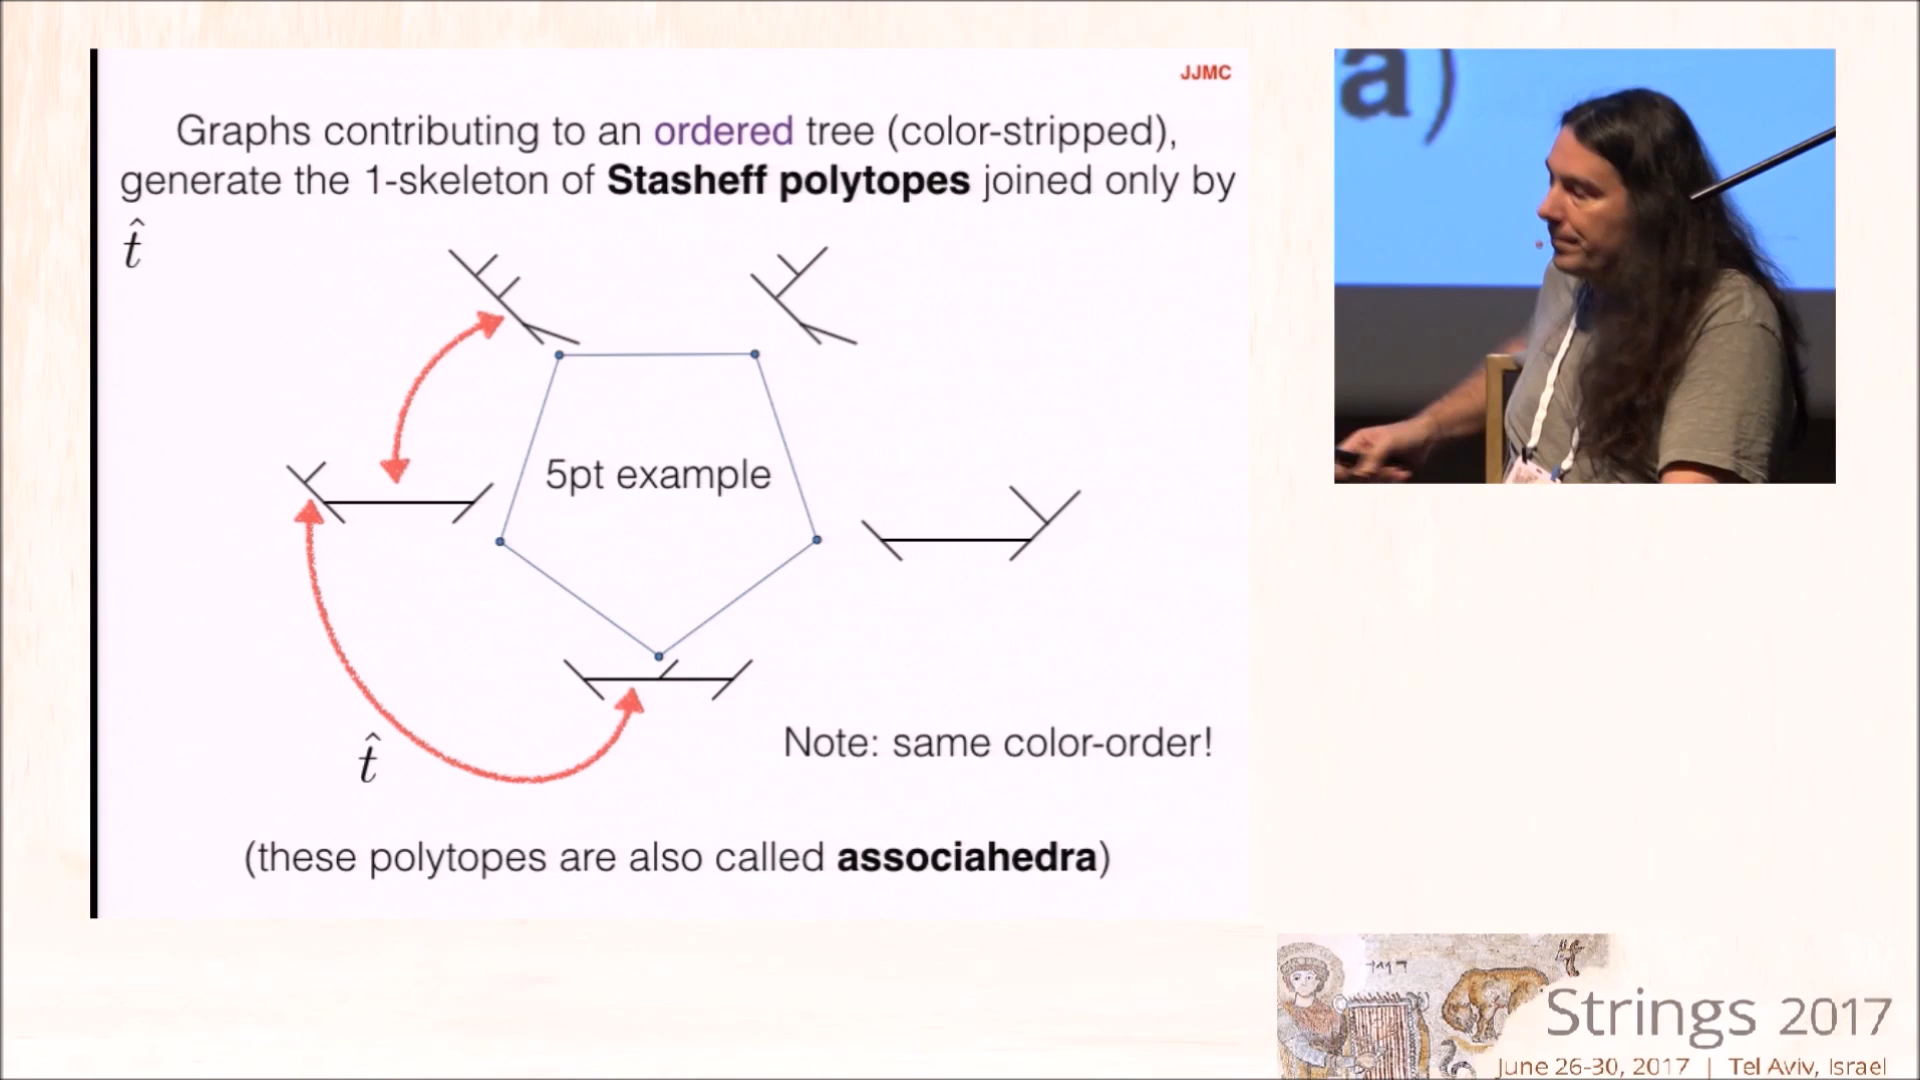 JJMC
Graphs contributing to an ordered tree (color-stripped),
generate the 1-skeleton of Stasheff polytopes joined only by
t̂
5pt example
t̂
Note: same color-order!
(these polytopes are also called associahedra)
a)
Strings 2017
June 26-30, 2017 | Tel Aviv, Israel